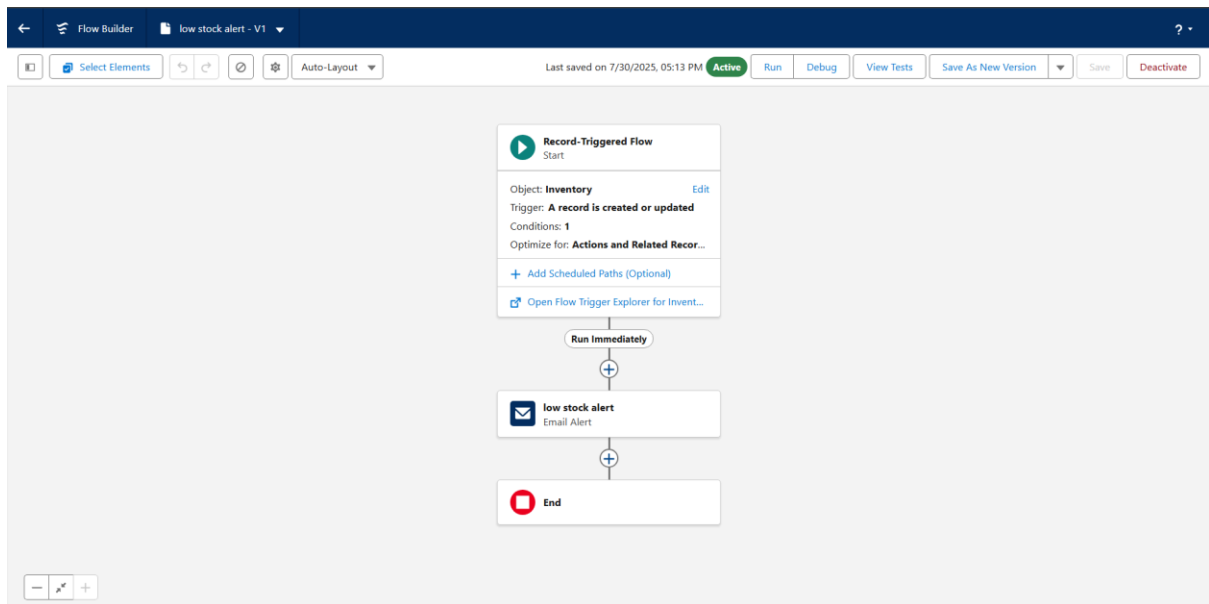 Flow Builder low stock alert - V1 ?
Select Elements Auto-Layout Last saved on 7/30/2025, 05:13 PM Active Run Debug View Tests Save As New Version Save Deactivate
Record-Triggered Flow
Start
Object: Inventory Edit
Trigger: A record is created or updated
Conditions: 1
Optimize for: Actions and Related Recor...
+ Add Scheduled Paths (Optional)
Open Flow Trigger Explorer for Invent...
Run Immediately
low stock alert
Email Alert
End